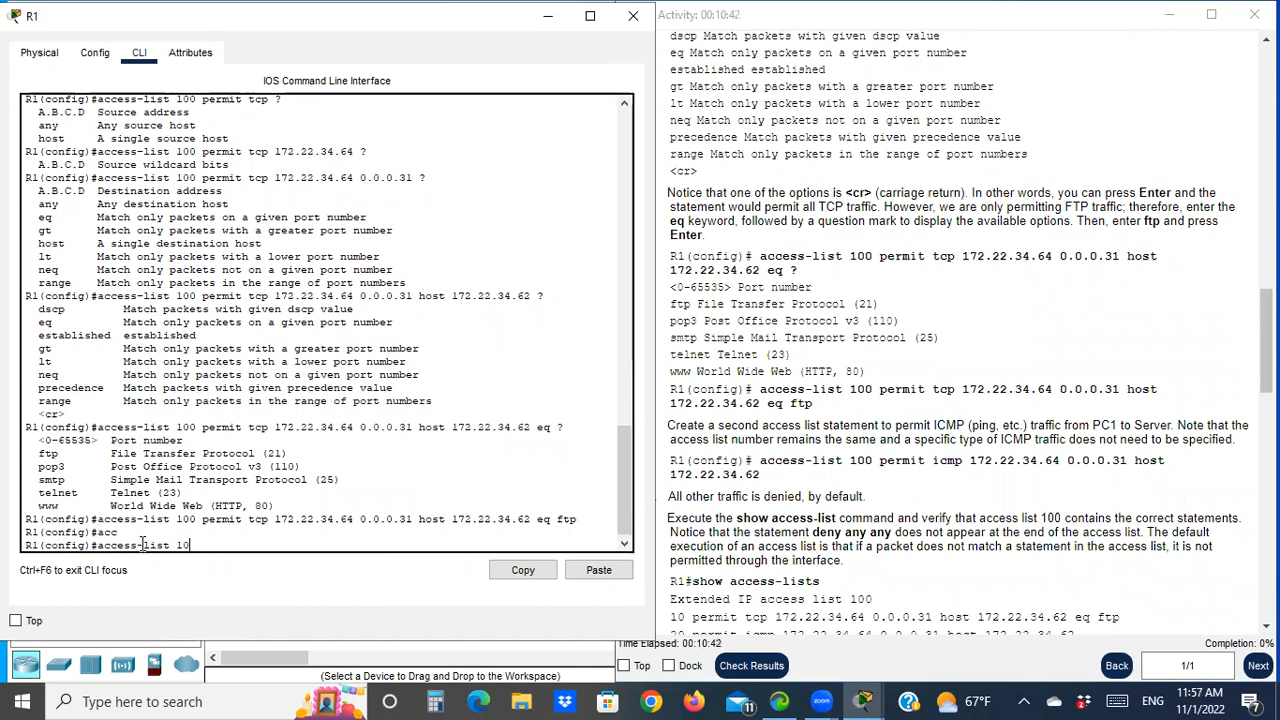 R1
Physical
Config
CLI
Attributes
IOS Command Line Interface
R1(config)#access-list 100 permit tcp ?
A.B.C.D Source address
any Any source host
host A single source host
R1(config)#access-list 100 permit tcp 172.22.34.64 ?
A.B.C.D Source wildcard bits
R1(config)#access-list 100 permit tcp 172.22.34.64 0.0.0.31 ?
A.B.C.D Destination address
any Any destination host
eq Match only packets on a given port number
gt Match only packets with a greater port number
host A single destination host
lt Match only packets with a lower port number
neq Match only packets not on a given port number
range Match only packets in the range of port numbers
R1(config)#access-list 100 permit tcp 172.22.34.64 0.0.0.31 host 172.22.34.62 ?
dscp Match packets with given dscp value
eq Match only packets on a given port number
established established
gt Match only packets with a greater port number
lt Match only packets with a lower port number
neq Match only packets not on a given port number
precedence Match packets with given precedence value
range Match only packets in the range of port numbers
<cr>
R1(config)#access-list 100 permit tcp 172.22.34.64 0.0.0.31 host 172.22.34.62 eq ?
<0-65535> Port number
ftp File Transfer Protocol (21)
pop3 Post Office Protocol v3 (110)
smtp Simple Mail Transport Protocol (25)
telnet Telnet (23)
www World Wide Web (HTTP, 80)
R1(config)#access-list 100 permit tcp 172.22.34.64 0.0.0.31 host 172.22.34.62 eq ftp
R1(config)#acc
R1(config)#access-list 10
Ctrl+F6 to exit CLI focus
Copy
Paste
Top
(Select a Device to Drag and Drop to the Workspace)
Activity: 00:10:42
dscp Match packets with given dscp value
eq Match only packets on a given port number
established established
gt Match only packets with a greater port number
lt Match only packets with a lower port number
neq Match only packets not on a given port number
precedence Match packets with given precedence value
range Match only packets in the range of port numbers
<cr>
Notice that one of the options is <cr> (carriage return). In other words, you can press Enter and the
statement would permit all TCP traffic. However, we are only permitting FTP traffic; therefore, enter the
eq keyword, followed by a question mark to display the available options. Then, enter ftp and press
Enter.
R1(config)# access-list 100 permit tcp 172.22.34.64 0.0.0.31 host
172.22.34.62 eq ?
<0-65535> Port number
ftp File Transfer Protocol (21)
pop3 Post Office Protocol v3 (110)
smtp Simple Mail Transport Protocol (25)
telnet Telnet (23)
www World Wide Web (HTTP, 80)
R1(config)# access-list 100 permit tcp 172.22.34.64 0.0.0.31 host
172.22.34.62 eq ftp
Create a second access list statement to permit ICMP (ping, etc.) traffic from PC1 to Server. Note that the
access list number remains the same and a specific type of ICMP traffic does not need to be specified.
R1(config)# access-list 100 permit icmp 172.22.34.64 0.0.0.31 host
172.22.34.62
All other traffic is denied, by default.
Execute the show access-list command and verify that access list 100 contains the correct statements.
Notice that the statement deny any any does not appear at the end of the access list. The default
execution of an access list is that if a packet does not match a statement in the access list, it is not
permitted through the interface.
R1#show access-lists
Extended IP access list 100
10 permit tcp 172.22.34.64 0.0.0.31 host 172.22.34.62 eq ftp
20 permit icmp 172.22.34.64 0.0.0.31 host 172.22.34.62
Time Elapsed: 00:10:42
Completion: 0%
Top
Dock
Check Results
Back
1/1
Next
Type here to search
11
zoom
67°F
2
ENG
11:57 AM
11/1/2022
7